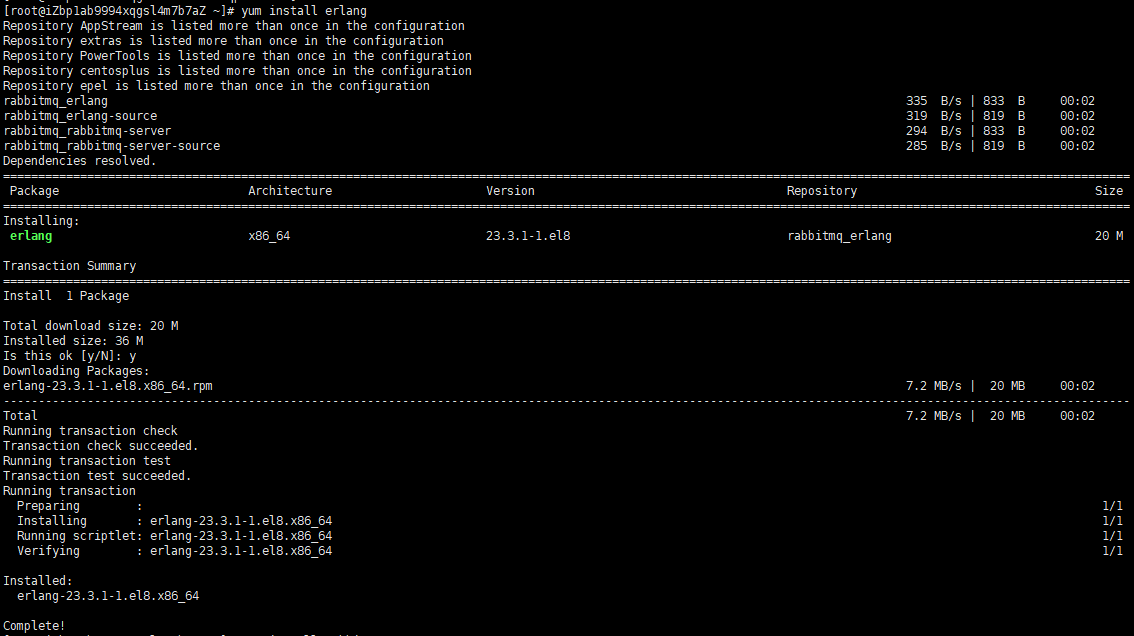 [root@iZbp1ab9994xqgsl4m7b7aZ ~]# yum install erlang
Repository AppStream is listed more than once in the configuration
Repository extras is listed more than once in the configuration
Repository PowerTools is listed more than once in the configuration
Repository centosplus is listed more than once in the configuration
Repository epel is listed more than once in the configuration
rabbitmq_erlang 335 B/s | 833 B 00:02
rabbitmq_erlang-source 319 B/s | 819 B 00:02
rabbitmq_rabbitmq-server 294 B/s | 833 B 00:02
rabbitmq_rabbitmq-server-source 285 B/s | 819 B 00:02
Dependencies resolved.
Package Architecture Version Repository Size
Installing:
erlang x86_64 23.3.1-1.el8 rabbitmq_erlang 20 M
Transaction Summary
Install 1 Package
Total download size: 20 M
Installed size: 36 M
Is this ok [y/N]: y
Downloading Packages:
erlang-23.3.1-1.el8.x86_64.rpm 7.2 MB/s | 20 MB 00:02
Total 7.2 MB/s | 20 MB 00:02
Running transaction check
Transaction check succeeded.
Running transaction test
Transaction test succeeded.
Running transaction
Preparing : 1/1
Installing : erlang-23.3.1-1.el8.x86_64 1/1
Running scriptlet: erlang-23.3.1-1.el8.x86_64 1/1
Verifying : erlang-23.3.1-1.el8.x86_64 1/1
Installed:
erlang-23.3.1-1.el8.x86_64
Complete!